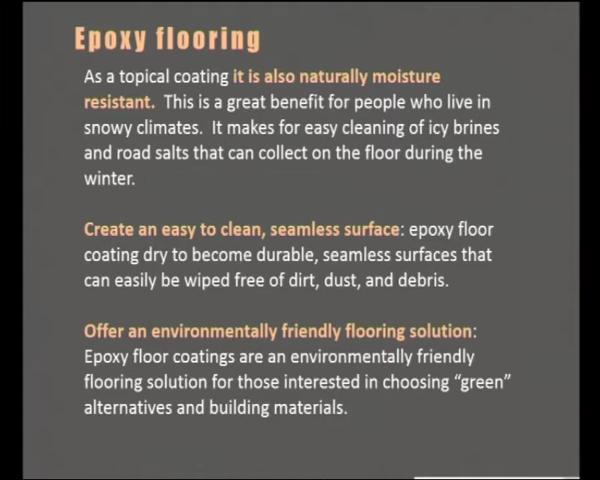 Epoxy flooring
As a topical coating it is also naturally moisture
resistant. This is a great benefit for people who live in
snowy climates. It makes for easy cleaning of icy brines
and road salts that can collect on the floor during the
winter.
Create an easy to clean, seamless surface: epoxy floor
coating dry to become durable, seamless surfaces that
can easily be wiped free of dirt, dust, and debris.
Offer an environmentally friendly flooring solution:
Epoxy floor coatings are an environmentally friendly
flooring solution for those interested in choosing “green”
alternatives and building materials.